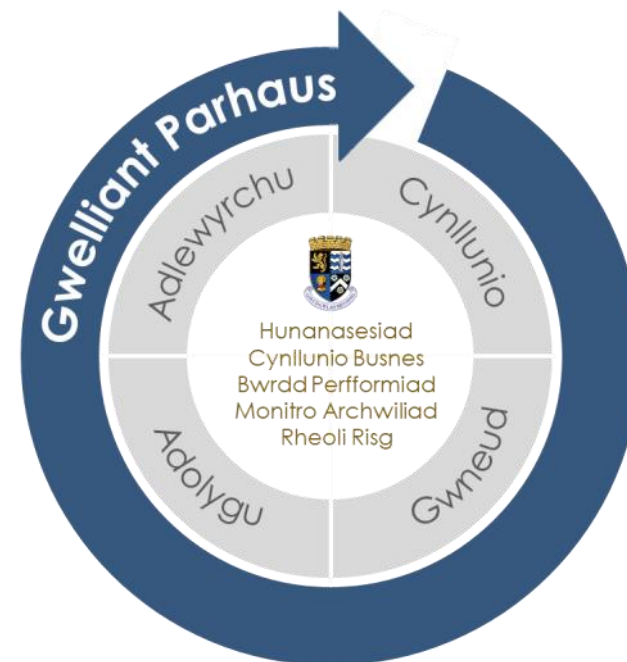 Gwelliant Parhaus
Adlewyrchu
Cynllunio
Hunanasesiad
Cynllunio Busnes
Bwrdd Perfformiad
Monitro Archwiliad
Rheoli Risg
Adolygu
Gwneud